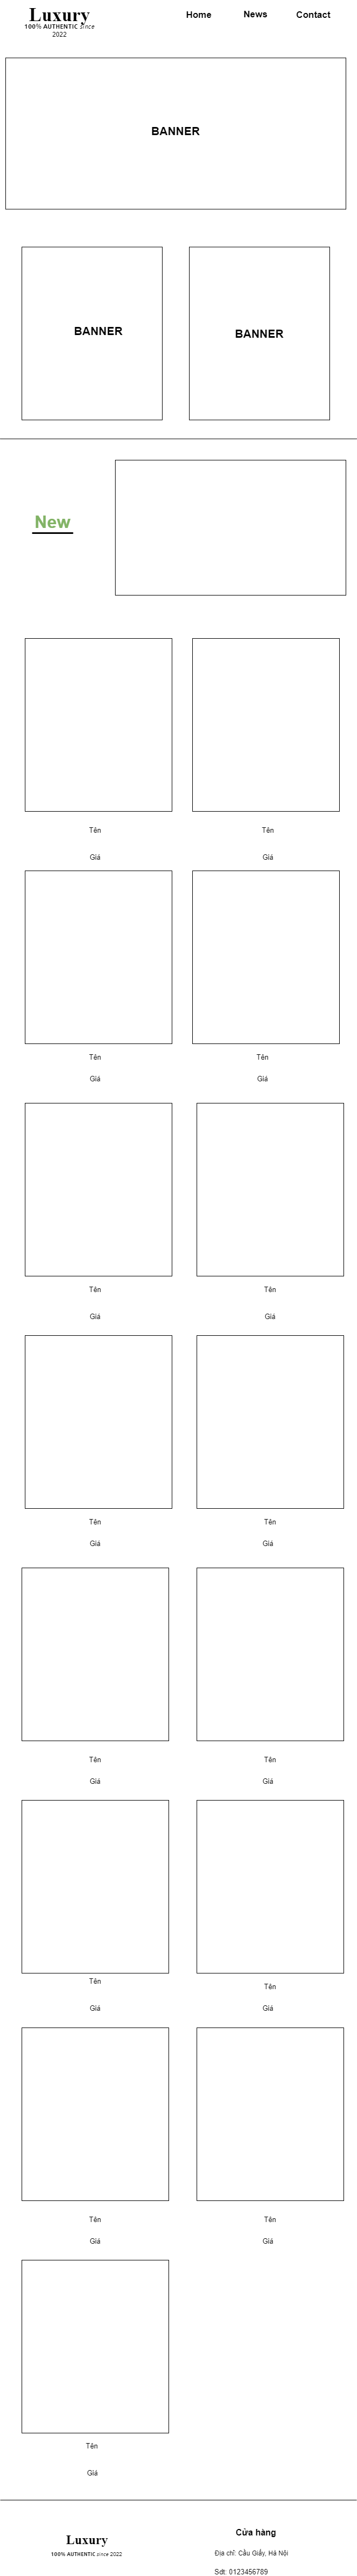 Luxury
100% AUTHENTIC since
2022
Home News Contact
BANNER
BANNER BANNER
New
Tên Tên
Giá Giá
Tên Tên
Giá Giá
Tên Tên
Giá Giá
Tên Tên
Giá Giá
Tên Tên
Giá Giá
Tên
Tên
Giá Giá
Tên Tên
Giá Giá
Tên
Giá
Luxury
100% AUTHENTIC since 2022
Cửa hàng
Địa chỉ: Cầu Giấy, Hà Nội
Sdt: 0123456789